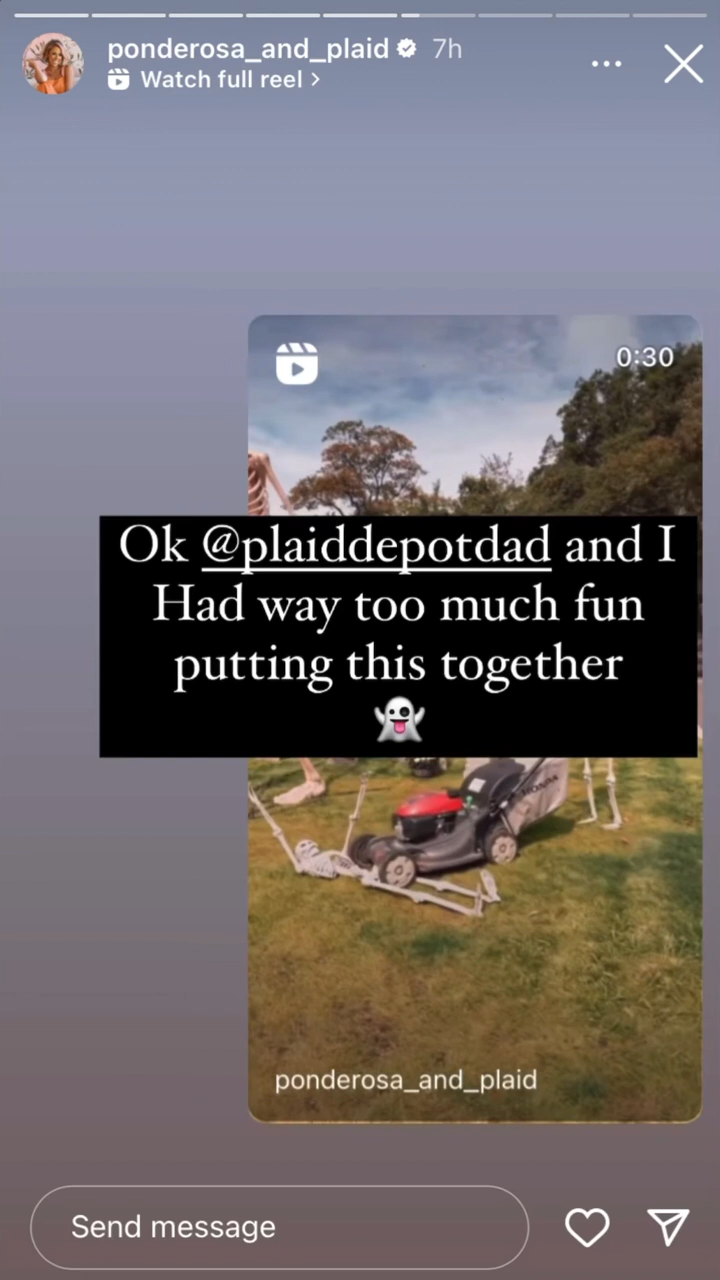 ponderosa_and_plaid 7h
Watch full reel >
0:30
Ok @plaiddepotdad and I
Had way too much fun
putting this together
👻
HONDA
ponderosa_and_plaid
Send message